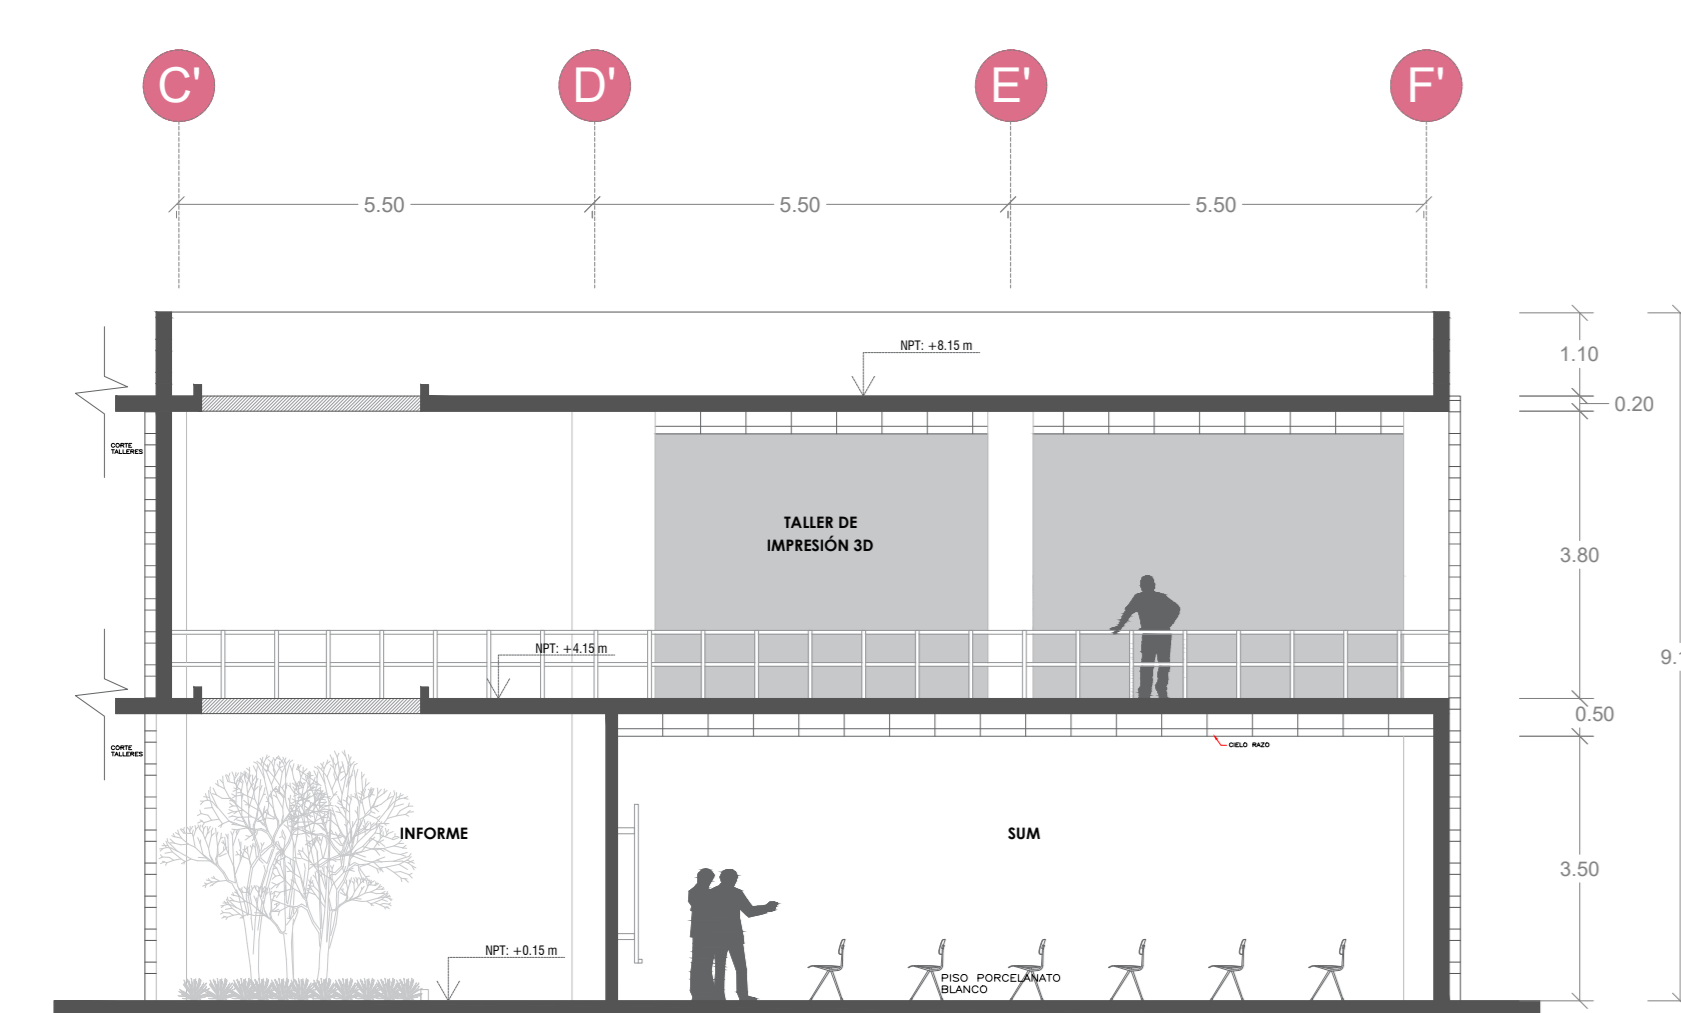 C' D' E' F'
5.50 5.50 5.50
NPT: +8.15 m
1.10
0.20
CORTE
TALLERES
TALLER DE
IMPRESIÓN 3D
3.80
NPT: +4.15 m
9.1
0.50
CORTE
TALLERES
CIELO RAZO
INFORME
SUM
3.50
NPT: +0.15 m
PISO PORCELANATO
BLANCO